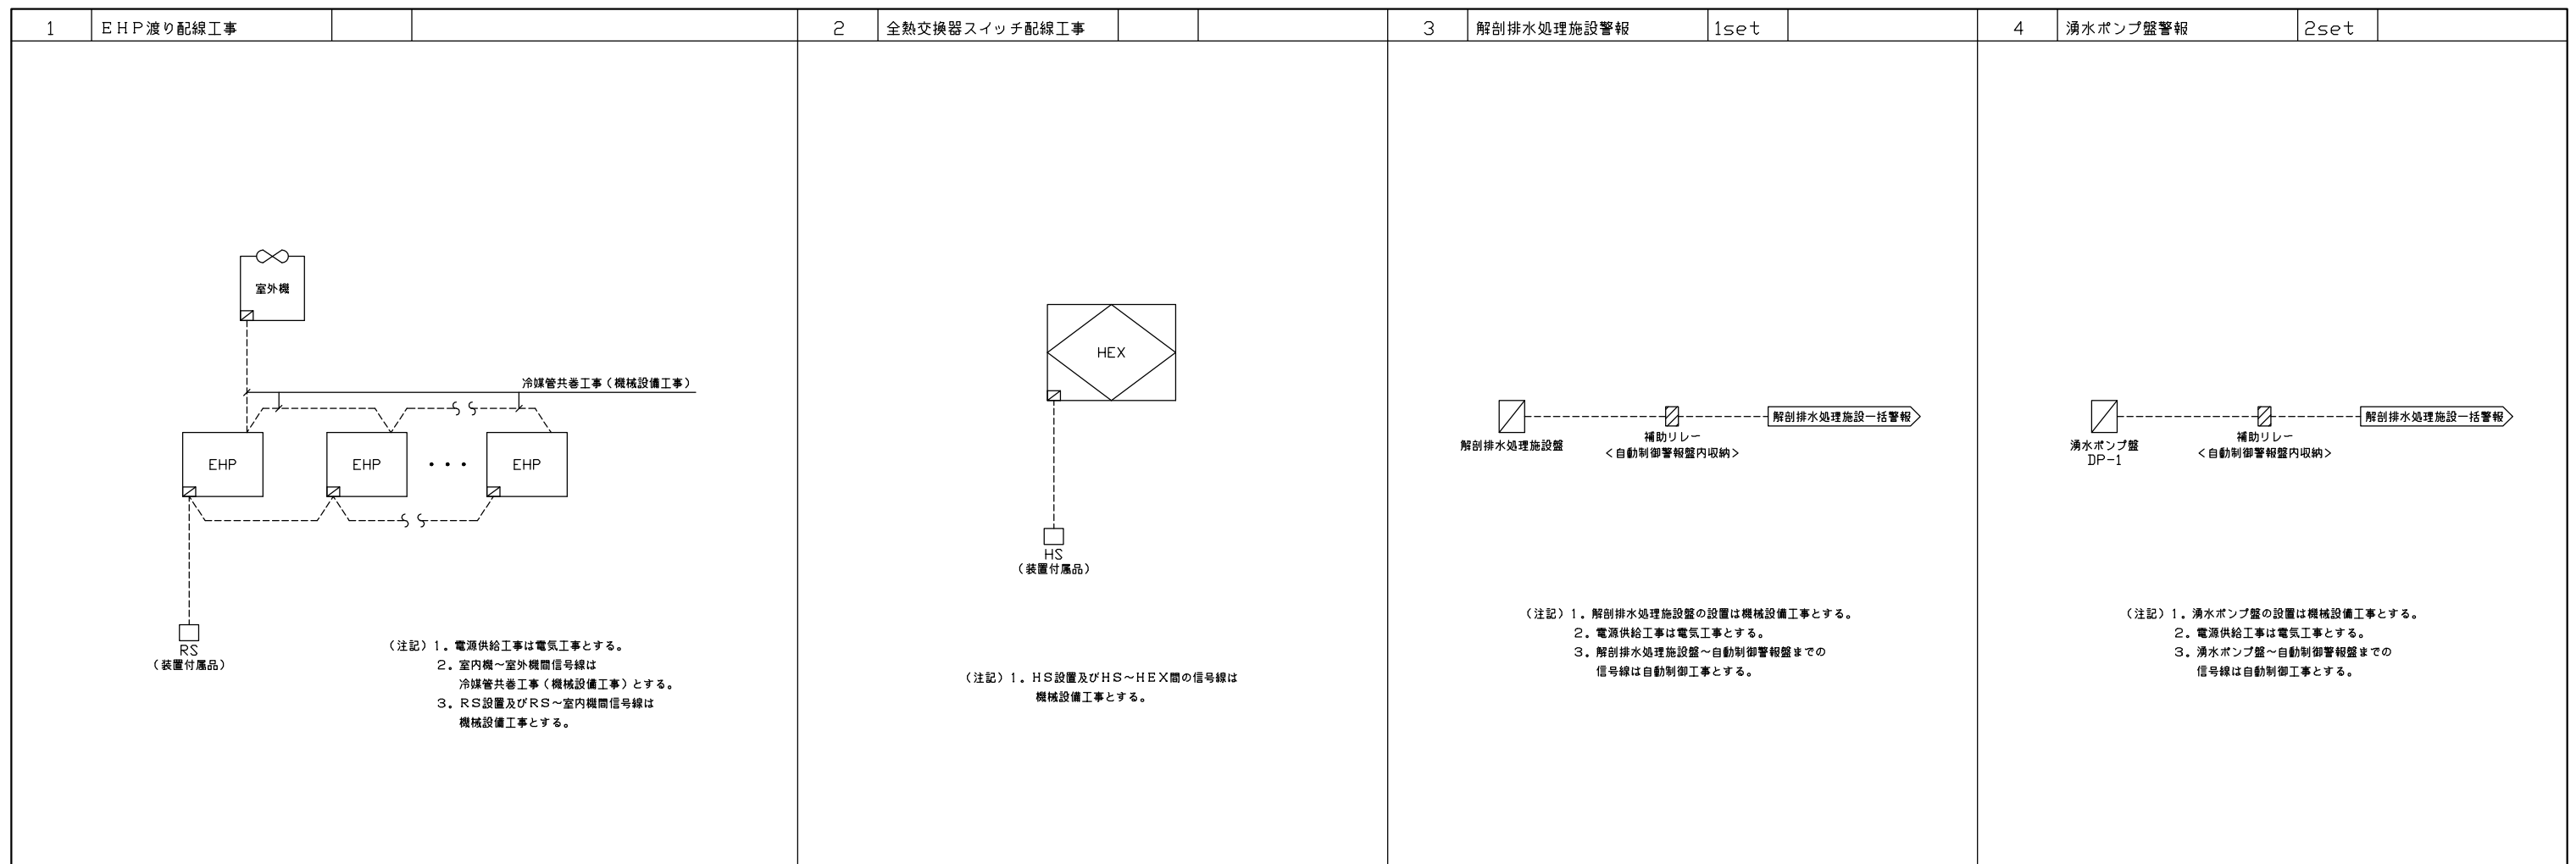 1 ＥＨＰ渡り配線工事
室外機
冷媒管共巻工事（機械設備工事）
EHP EHP ・・・ EHP
RS
（装置付属品）
（注記）１．電源供給工事は電気工事とする。
２．室内機～室外機間信号線は
冷媒管共巻工事（機械設備工事）とする。
３．ＲＳ設置及びＲＳ～室内機間信号線は
機械設備工事とする。
2 全熱交換器スイッチ配線工事
HEX
HS
（装置付属品）
（注記）１．ＨＳ設置及びＨＳ～ＨＥＸ間の信号線は
機械設備工事とする。
3 解剖排水処理施設警報 1set
解剖排水処理施設盤
補助リレー
＜自動制御警報盤内収納＞
解剖排水処理施設一括警報
（注記）１．解剖排水処理施設盤の設置は機械設備工事とする。
２．電源供給工事は電気工事とする。
３．解剖排水処理施設盤～自動制御警報盤までの
信号線は自動制御工事とする。
4 湧水ポンプ盤警報 2set
湧水ポンプ盤
DP-1
補助リレー
＜自動制御警報盤内収納＞
解剖排水処理施設一括警報
（注記）１．湧水ポンプ盤の設置は機械設備工事とする。
２．電源供給工事は電気工事とする。
３．湧水ポンプ盤～自動制御警報盤までの
信号線は自動制御工事とする。